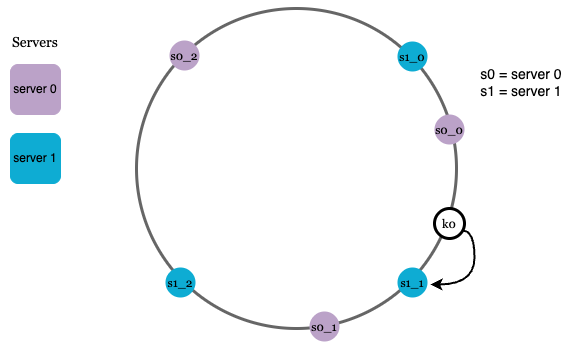 Servers
server 0
server 1
s0_2
s1_0
s0 = server 0
s1 = server 1
s0_0
k0
s1_2
s1_1
s0_1